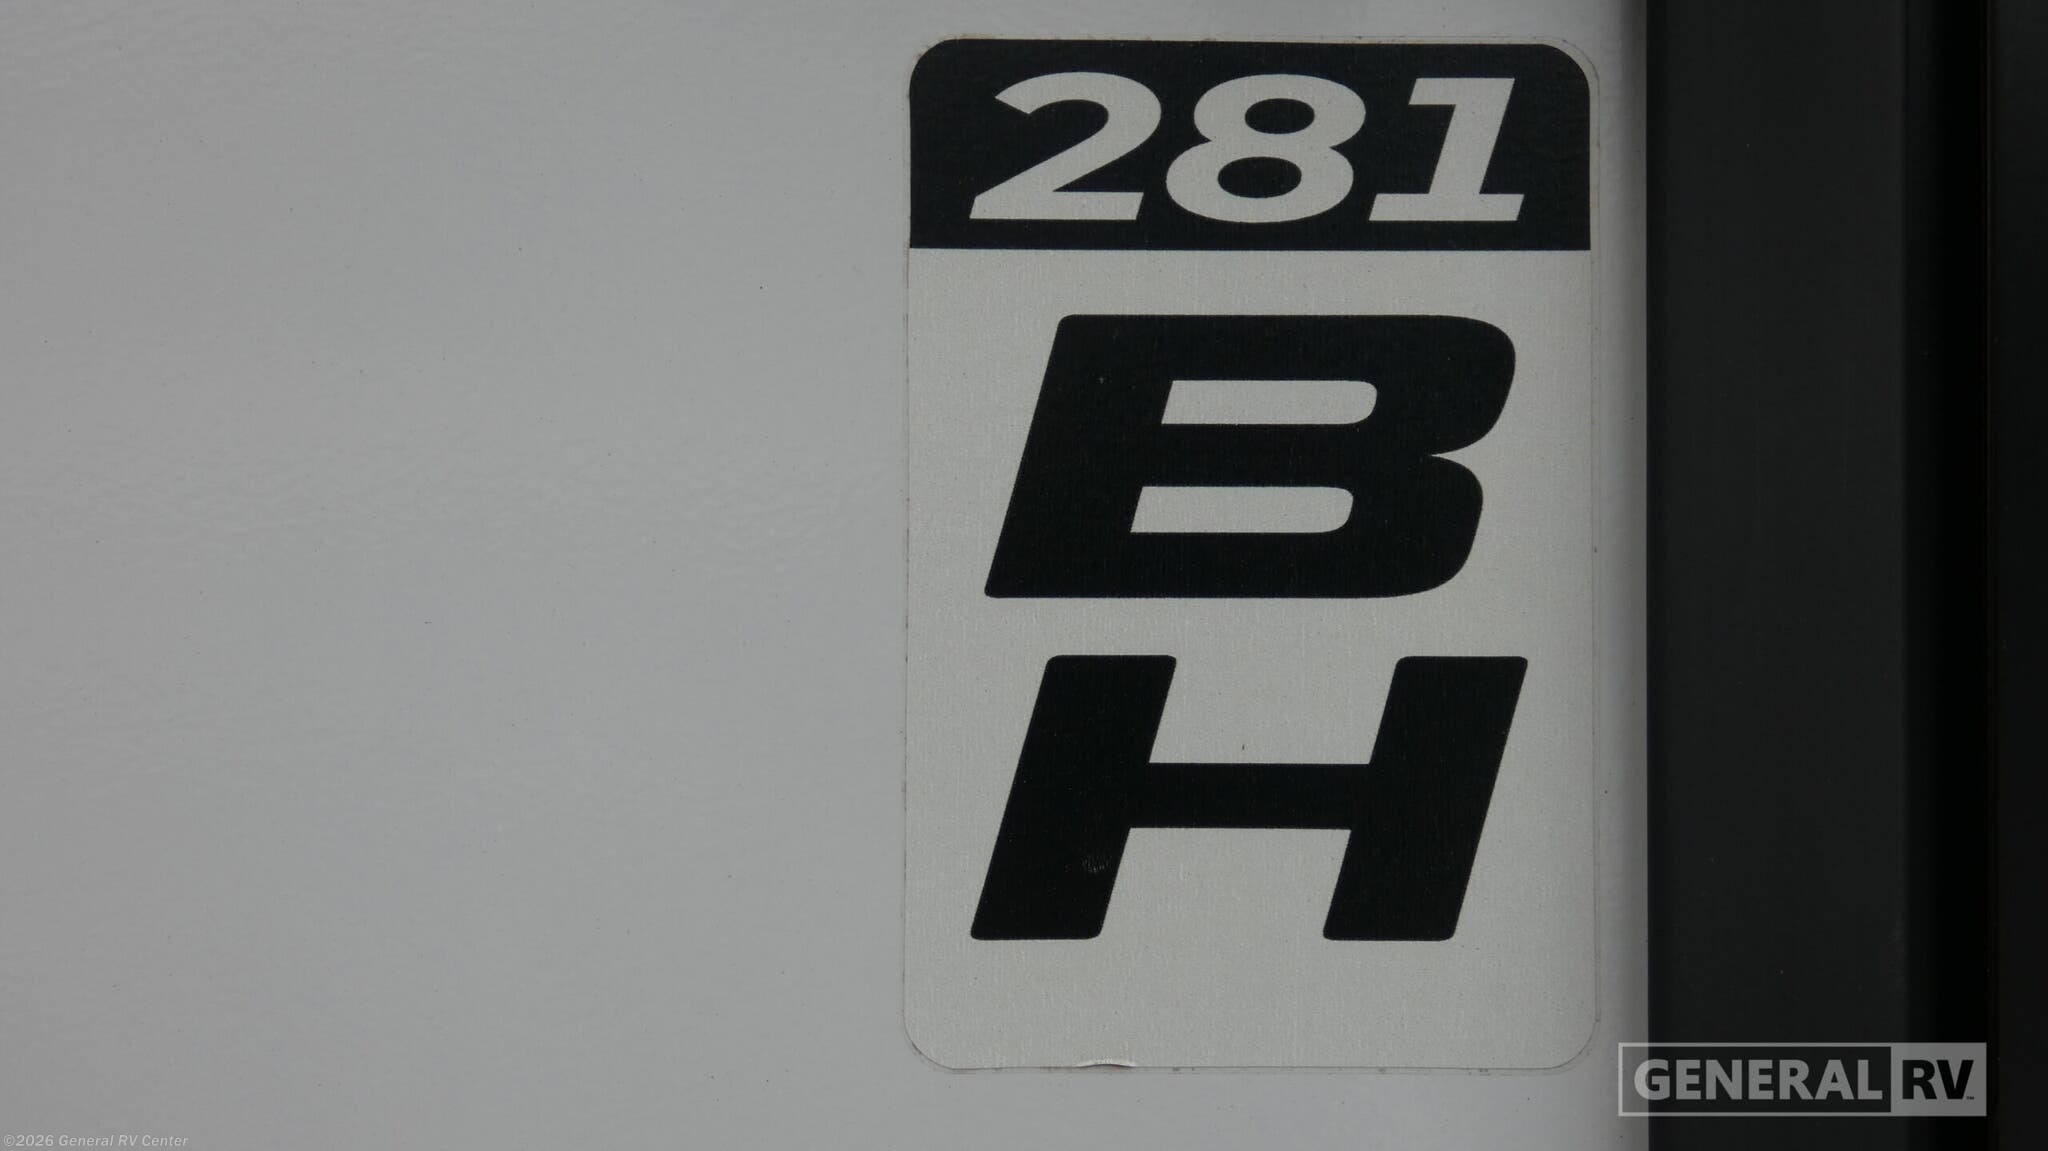 281
B
H
GENERAL RV
©2026 General RV Center